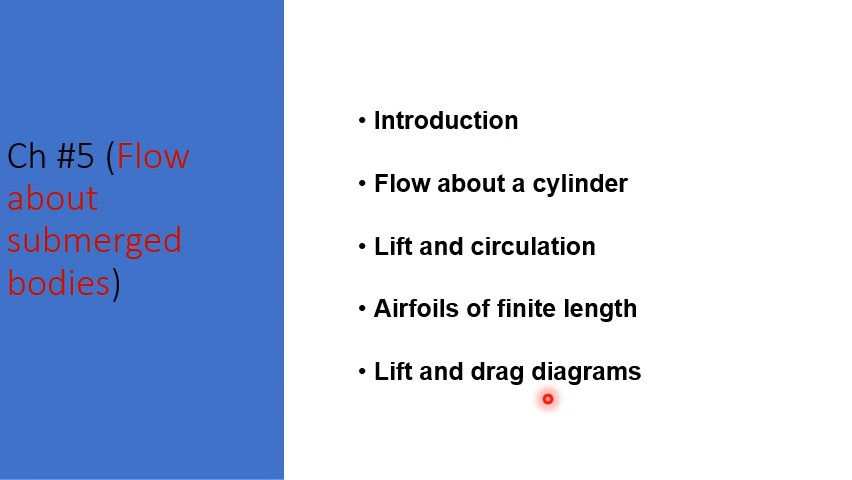 Ch #5 (Flow
about
submerged
bodies)
• Introduction
• Flow about a cylinder
• Lift and circulation
• Airfoils of finite length
• Lift and drag diagrams